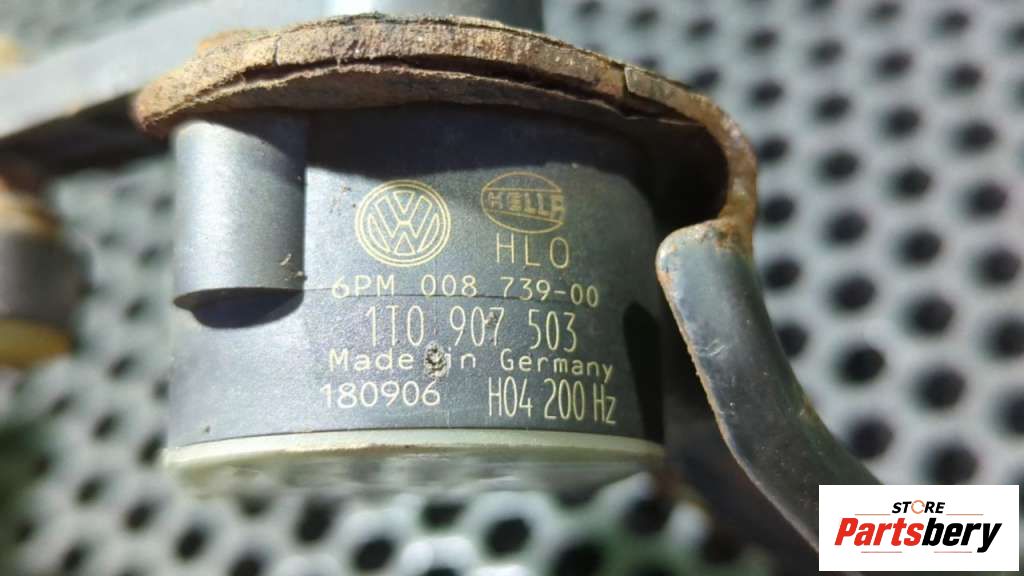 HELLA
HLO
6PM 008 739-00
1T0 907 503
Made in Germany
180906 H04 200 Hz
STORE
Partsbery